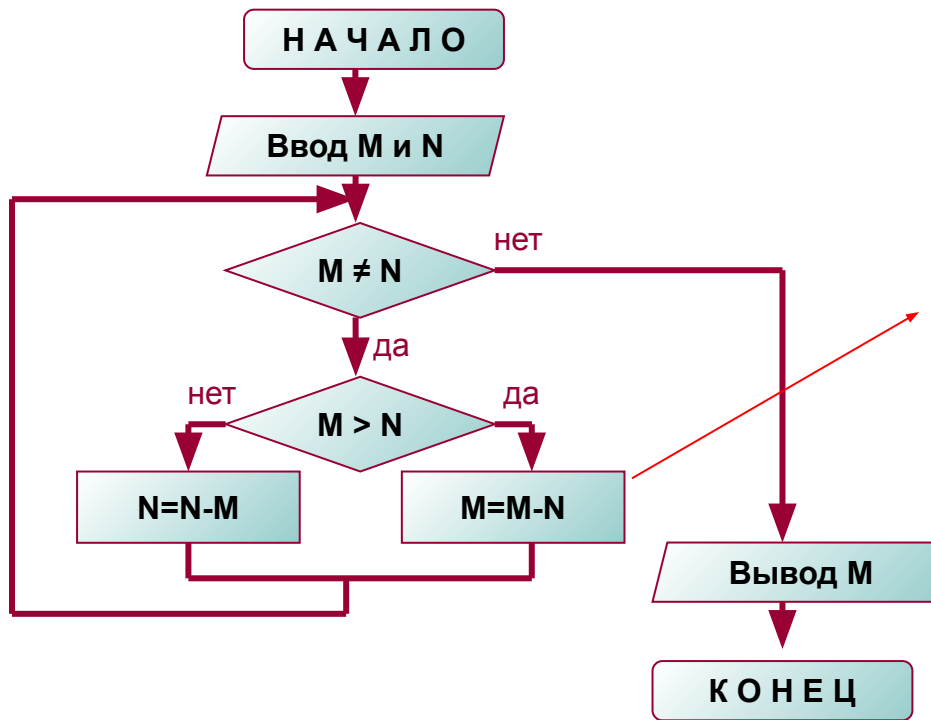 Н А Ч А Л О
Ввод M и N
нет
M ≠ N
да
нет
да
M > N
N=N-M
M=M-N
Вывод M
К О Н Е Ц